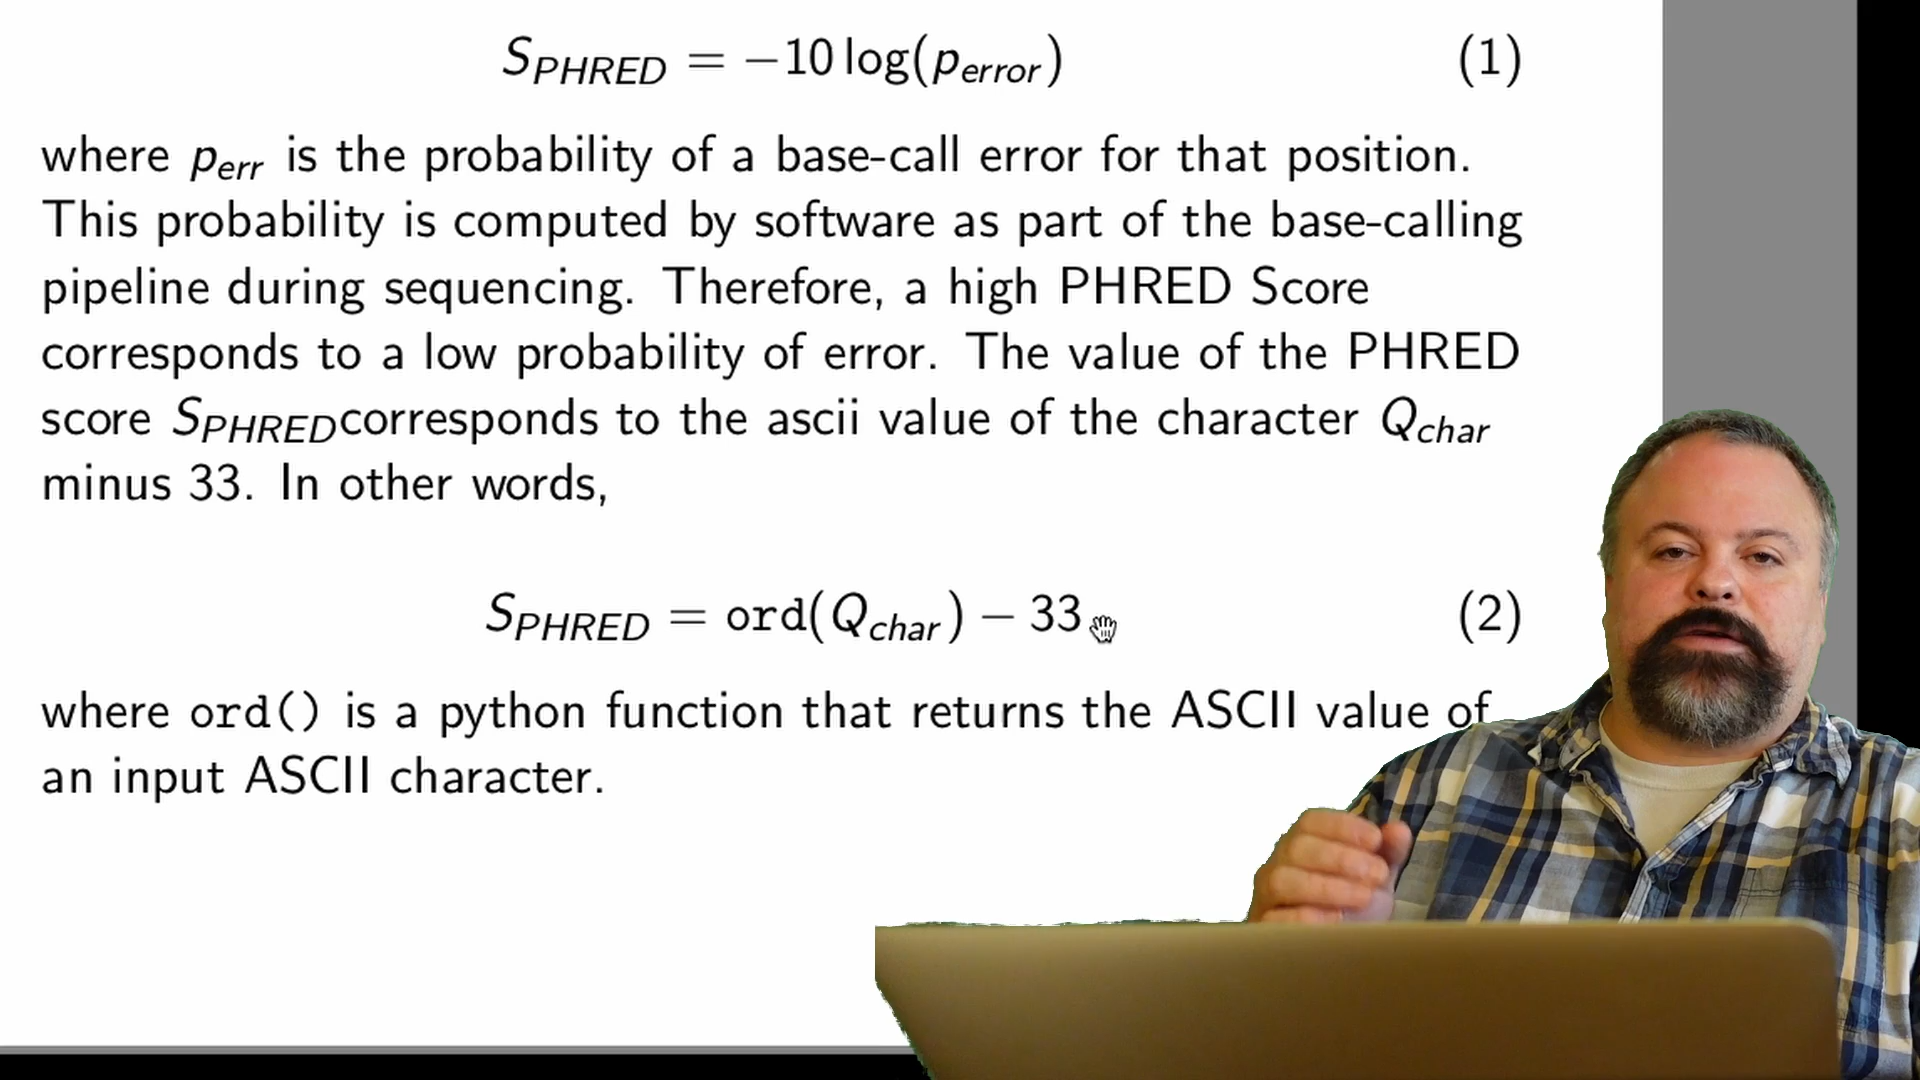 S_PHRED = −10 log(p_error) (1)
where p_err is the probability of a base-call error for that position.
This probability is computed by software as part of the base-calling
pipeline during sequencing. Therefore, a high PHRED Score
corresponds to a low probability of error. The value of the PHRED
score S_PHREDcorresponds to the ascii value of the character Q_char
minus 33. In other words,
S_PHRED = ord(Q_char) − 33 (2)
where ord() is a python function that returns the ASCII value of
an input ASCII character.